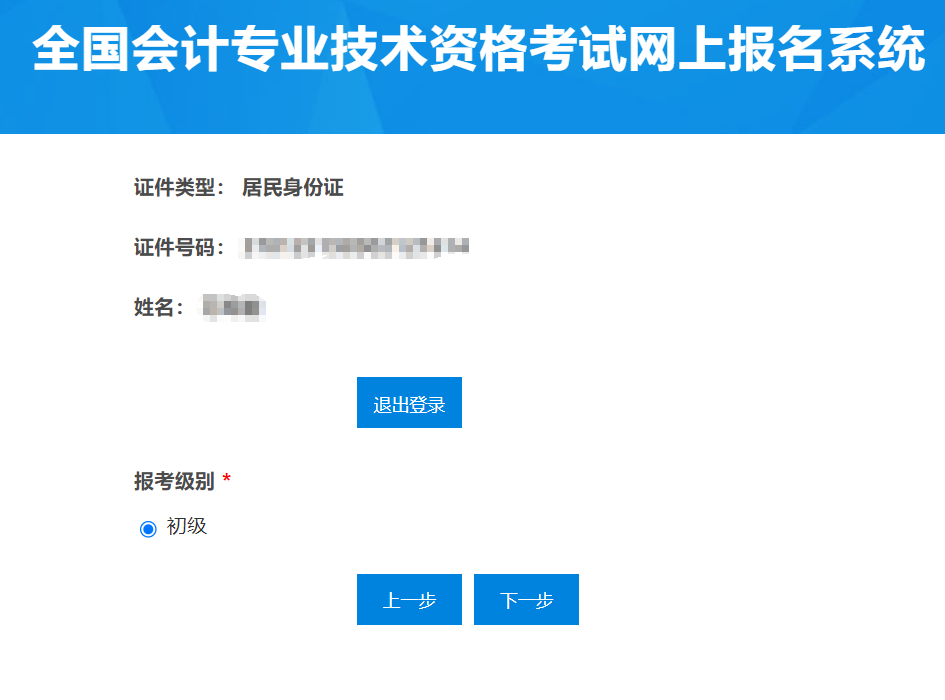 全国会计专业技术资格考试网上报名系统
证件类型： 居民身份证
证件号码：
姓名：
退出登录
报考级别 *
初级
上一步 下一步